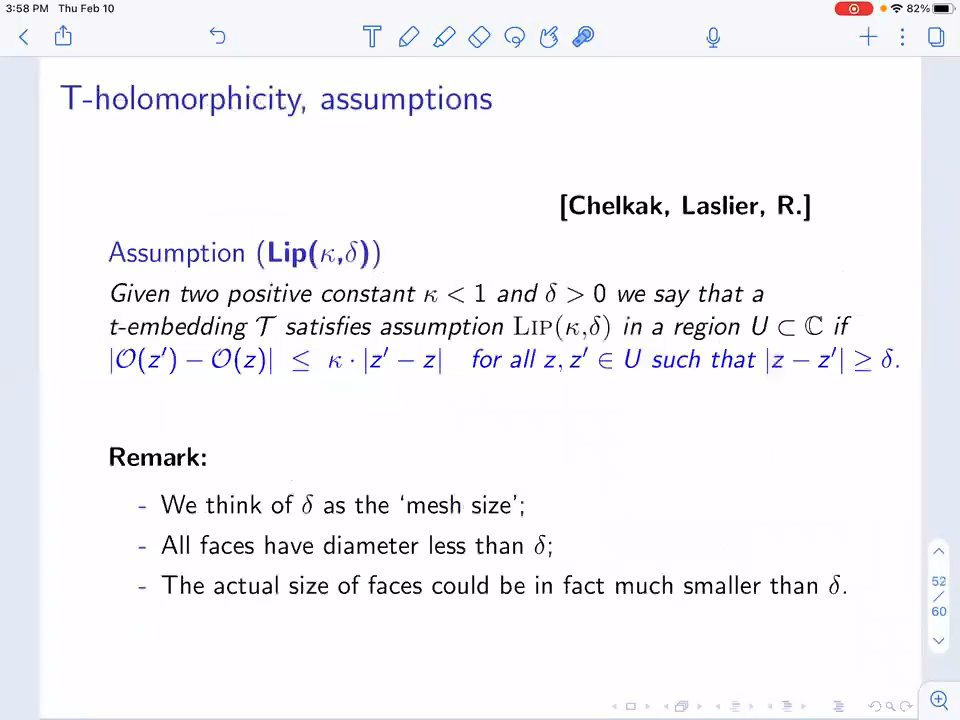 3:58 PM Thu Feb 10
82%
T-holomorphicity, assumptions
[Chelkak, Laslier, R.]
Assumption (Lip(κ,δ))
Given two positive constant κ < 1 and δ > 0 we say that a
t-embedding 𝒯 satisfies assumption LIP(κ,δ) in a region U ⊂ ℂ if
|𝒪(z′) − 𝒪(z)| ≤ κ · |z′ − z| for all z, z′ ∈ U such that |z − z′| ≥ δ.
Remark:
- We think of δ as the ‘mesh size’;
- All faces have diameter less than δ;
- The actual size of faces could be in fact much smaller than δ.
52
/
60